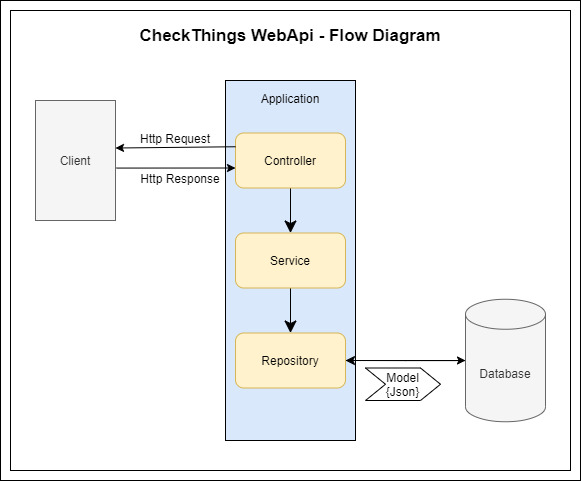 CheckThings WebApi - Flow Diagram
Application
Http Request
Client
Controller
Http Response
Service
Repository
Model
{Json}
Database